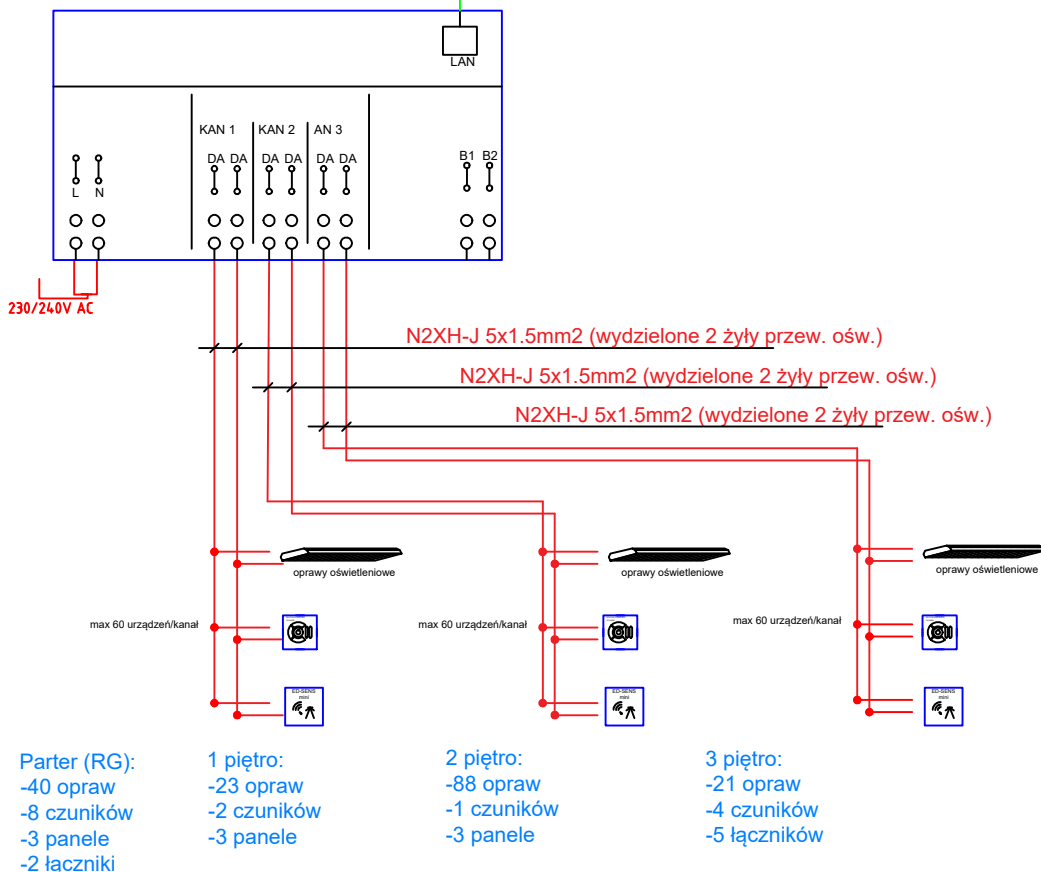 LAN
KAN 1 KAN 2 AN 3
DA DA DA DA DA DA
B1 B2
L N
230/240V AC
N2XH-J 5x1.5mm2 (wydzielone 2 żyły przew. ośw.)
N2XH-J 5x1.5mm2 (wydzielone 2 żyły przew. ośw.)
N2XH-J 5x1.5mm2 (wydzielone 2 żyły przew. ośw.)
oprawy oświetleniowe
oprawy oświetleniowe
oprawy oświetleniowe
max 60 urządzeń/kanał
max 60 urządzeń/kanał
max 60 urządzeń/kanał
ED-SENS
mini
ED-SENS
mini
ED-SENS
mini
Parter (RG):
-40 opraw
-8 czuników
-3 panele
-2 łaczniki
1 piętro:
-23 opraw
-2 czuników
-3 panele
2 piętro:
-88 opraw
-1 czuników
-3 panele
3 piętro:
-21 opraw
-4 czuników
-5 łączników